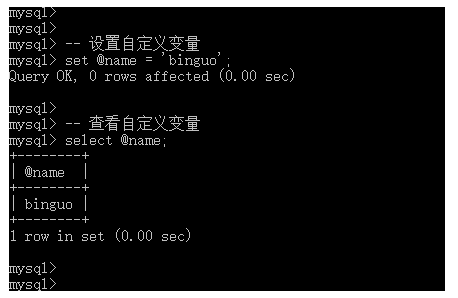 mysql>
mysql>
mysql> -- 设置自定义变量
mysql> set @name = 'binguo';
Query OK, 0 rows affected (0.00 sec)
mysql>
mysql> -- 查看自定义变量
mysql> select @name;
+--------+
| @name  |
+--------+
| binguo |
+--------+
1 row in set (0.00 sec)
mysql>
mysql>